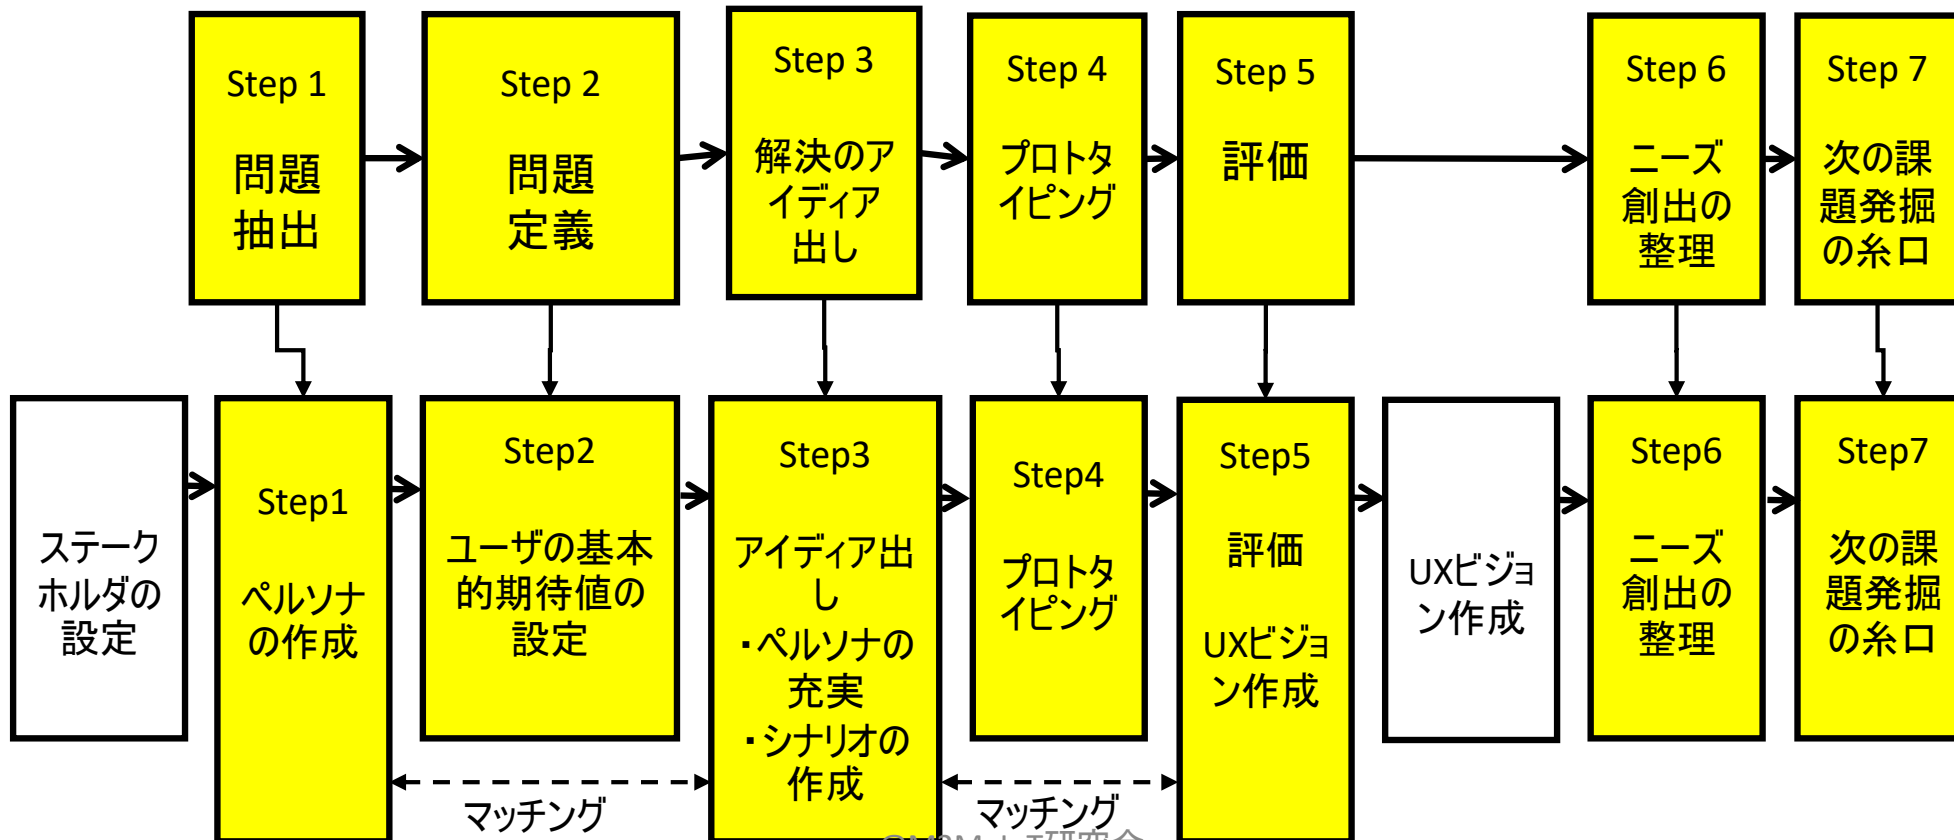 Step 1
問題
抽出
Step 2
問題
定義
Step 3
解決のア
イディア
出し
Step 4
プロトタ
イピング
Step 5
評価
Step 6
ニーズ
創出の
整理
Step 7
次の課
題発掘
の糸口
ステーク
ホルダの
設定
Step1
ペルソナ
の作成
Step2
ユーザの基本
的期待値の
設定
Step3
アイディア出
し
・ペルソナの
充実
・シナリオの
作成
Step4
プロトタ
イピング
Step5
評価
UXビジョ
ン作成
UXビジョ
ン作成
Step6
ニーズ
創出の
整理
Step7
次の課
題発掘
の糸口
マッチング
マッチング